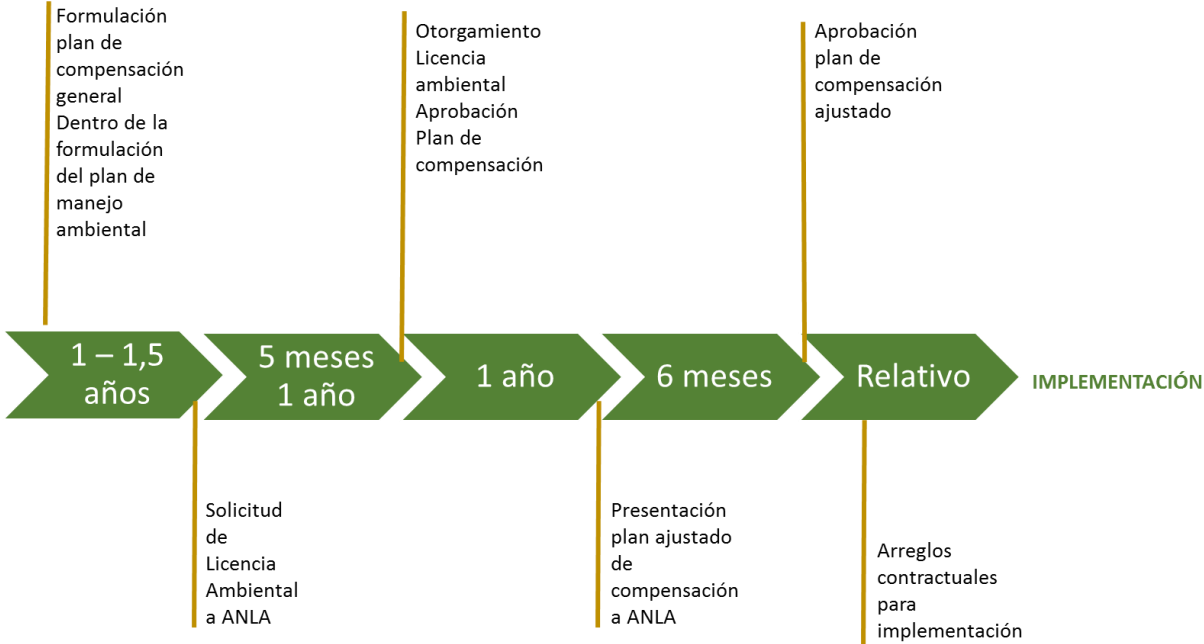 Formulación
plan de
compensación
general
Dentro de la
formulación
del plan de
manejo
ambiental
Otorgamiento
Licencia
ambiental
Aprobación
Plan de
compensación
Aprobación
plan de
compensación
ajustado
1 – 1,5
años
5 meses
1 año
1 año
6 meses
Relativo
IMPLEMENTACIÓN
Solicitud
de
Licencia
Ambiental
a ANLA
Presentación
plan ajustado
de
compensación
a ANLA
Arreglos
contractuales
para
implementación